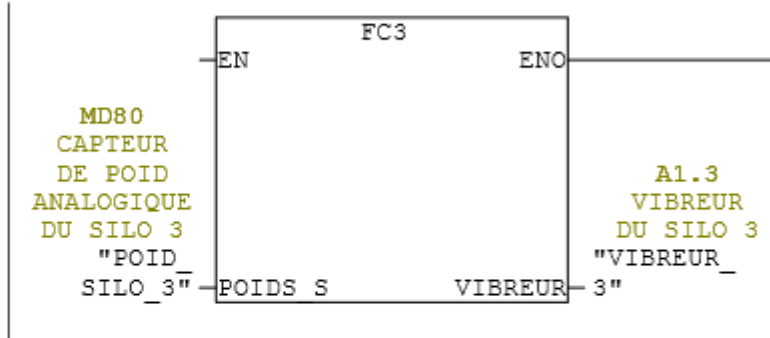 FC3
EN
ENO
MD80
CAPTEUR
DE POID
ANALOGIQUE
DU SILO 3
"POID_
SILO_3"
POIDS_S
A1.3
VIBREUR
DU SILO 3
"VIBREUR_
VIBREUR
3"